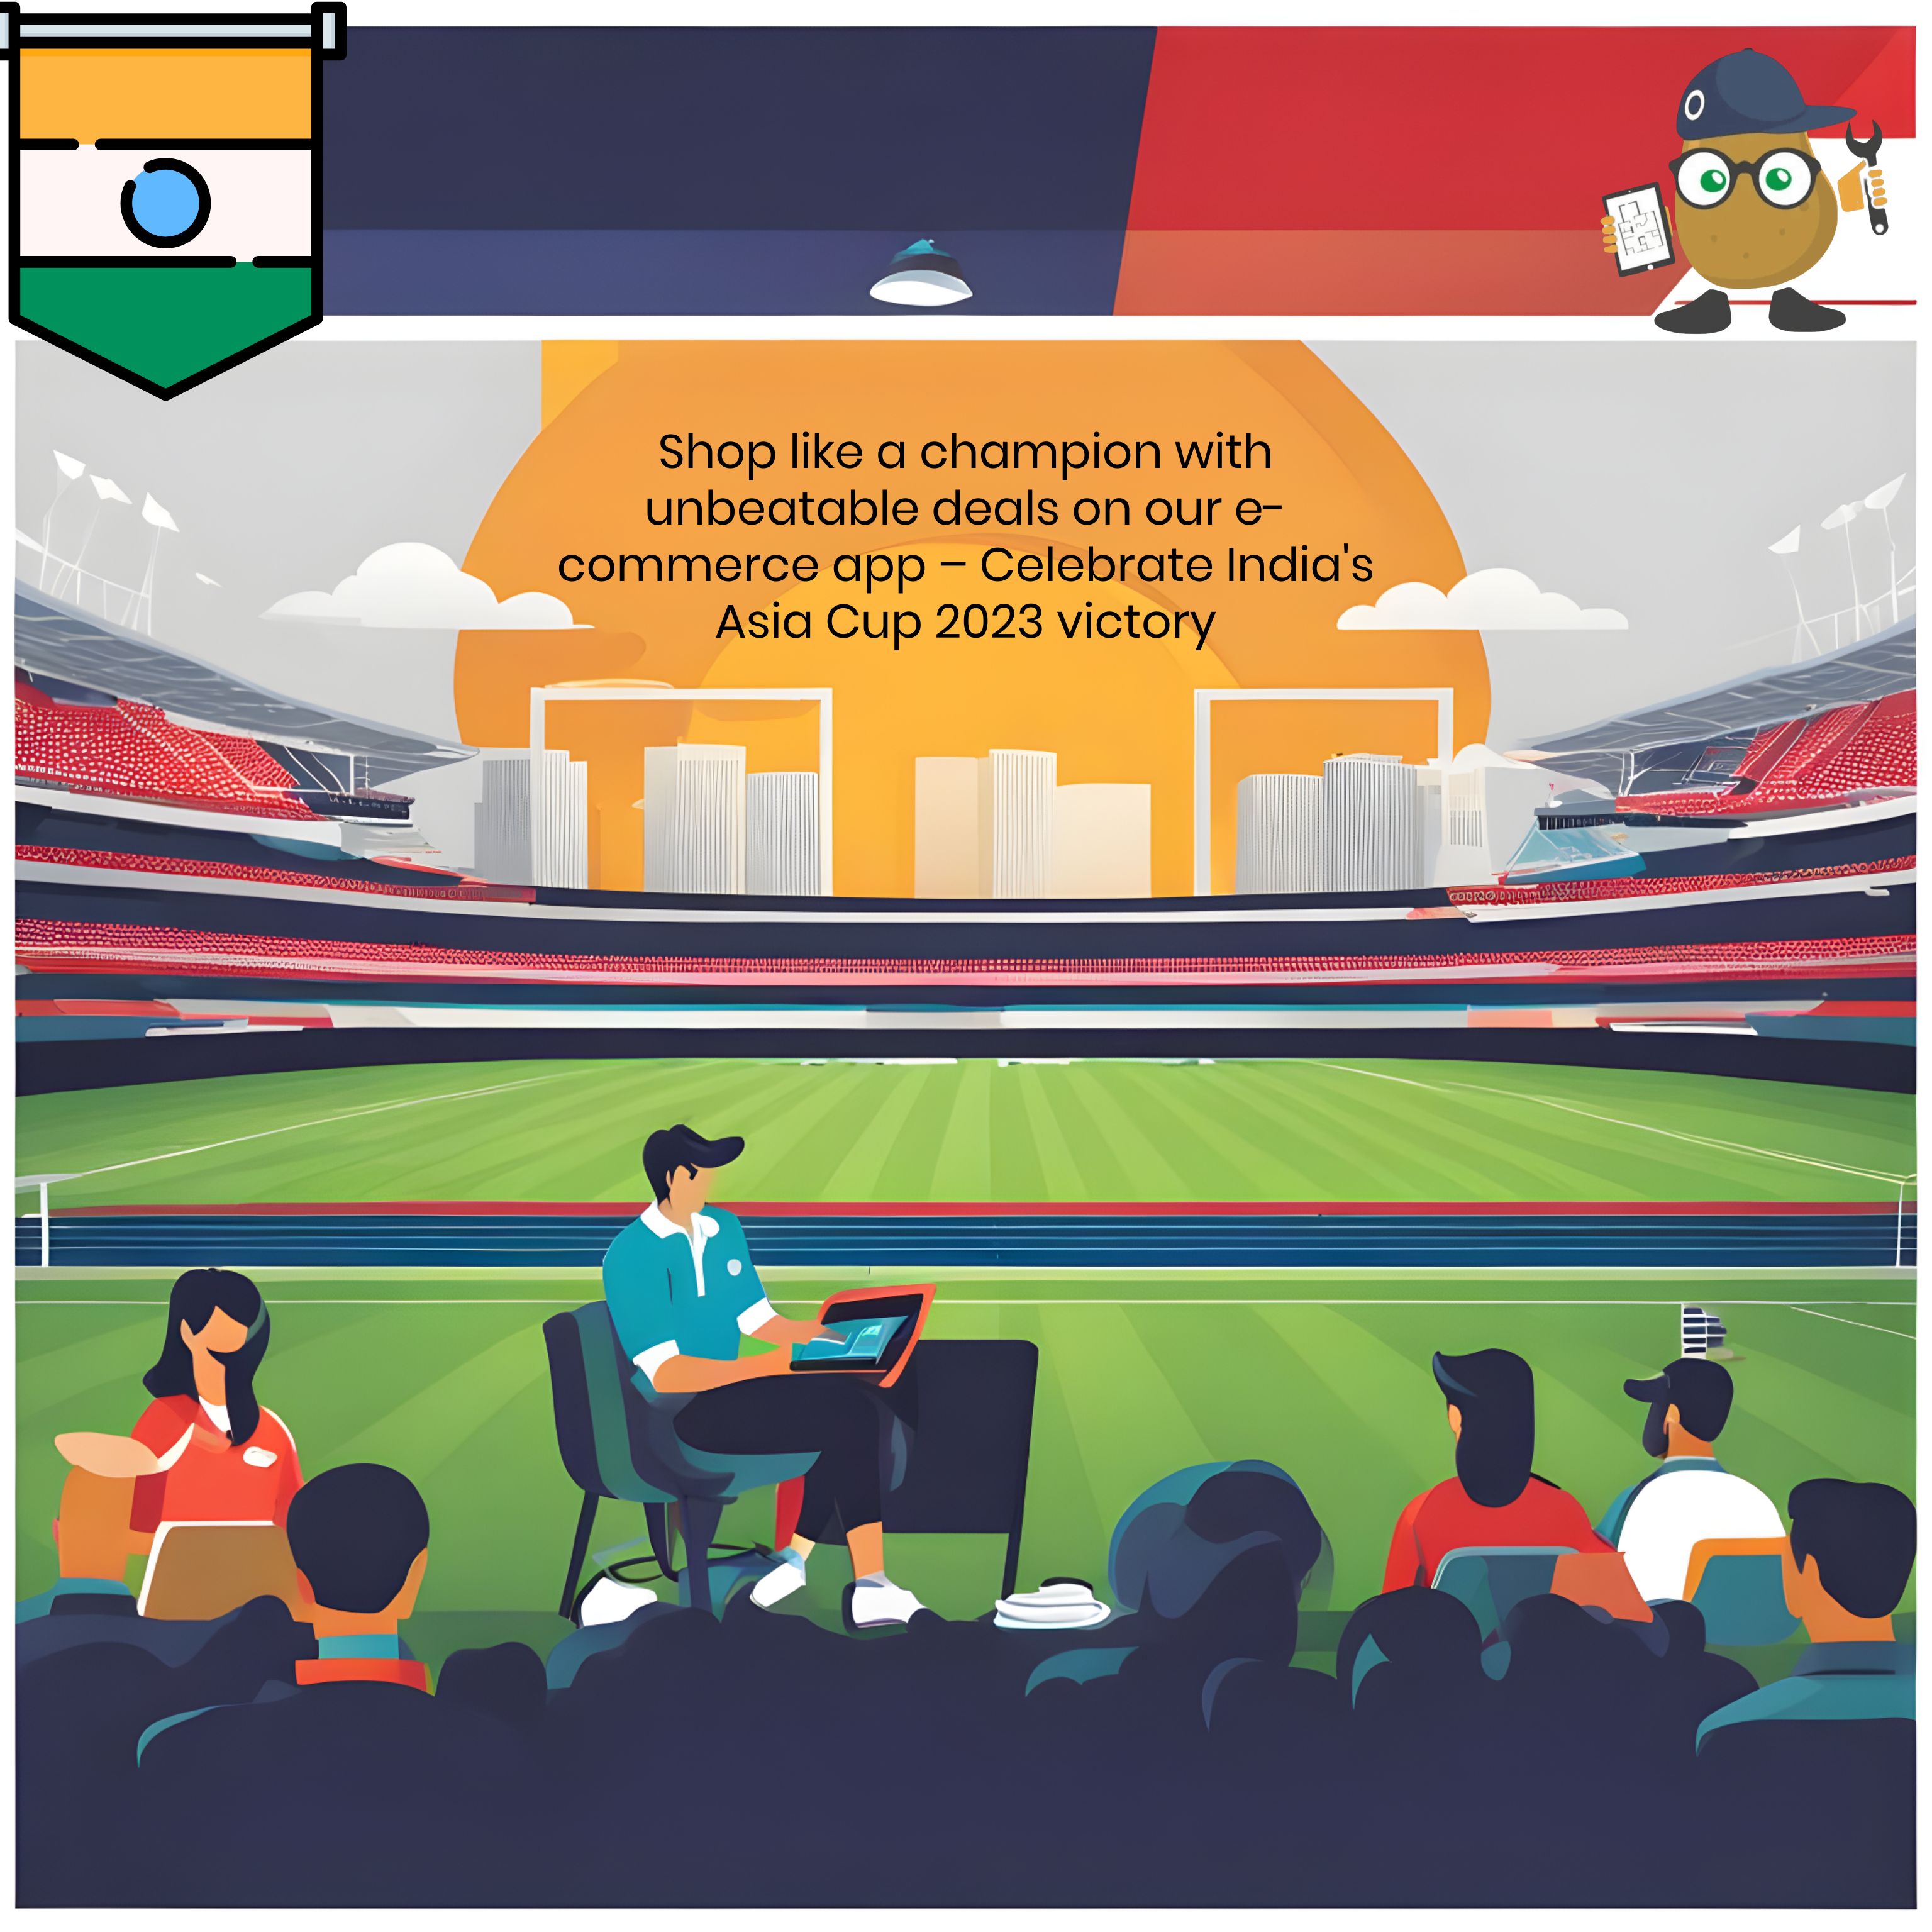 Shop like a champion with
unbeatable deals on our e-
commerce app – Celebrate India's
Asia Cup 2023 victory